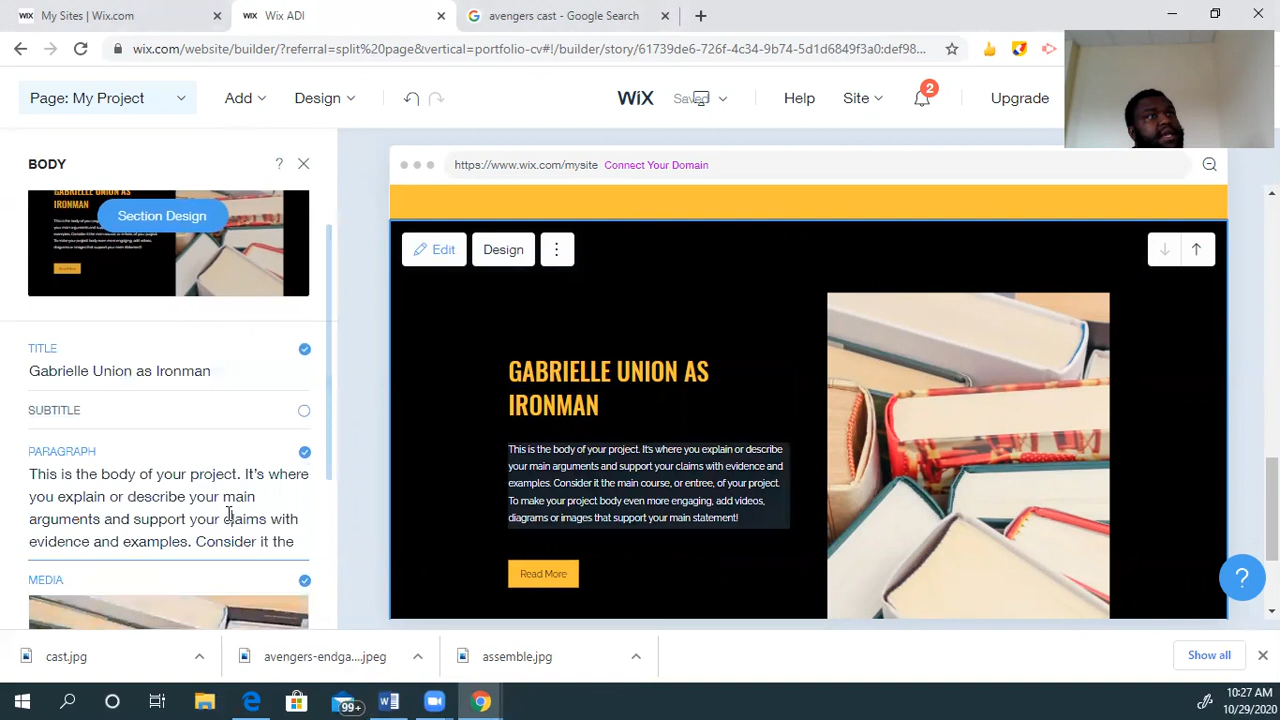 WIX My Sites | Wix.com
WIX Wix ADI
avengers cast - Google Search
wix.com/website/builder/?referral=split%20page&vertical=portfolio-cv#!/builder/story/61739de6-726f-4c34-9b74-5d1d6849f3a0:def98...
Page: My Project
Add
Design
WIX
Saved
Help
Site
2
Upgrade
BODY
?
https://www.wix.com/mysite Connect Your Domain
IRONMAN
Section Design
Read More
Edit
Design
TITLE
Gabrielle Union as Ironman
SUBTITLE
PARAGRAPH
This is the body of your project. It's where
you explain or describe your main
arguments and support your claims with
evidence and examples. Consider it the
MEDIA
GABRIELLE UNION AS
IRONMAN
This is the body of your project. It's where you explain or describe
your main arguments and support your claims with evidence and
examples. Consider it the main course, or entree, of your project.
To make your project body even more engaging, add videos,
diagrams or images that support your main statement!
Read More
?
cast.jpg
avengers-endga....jpeg
assemble.jpg
Show all
99+
10:27 AM
10/29/2020